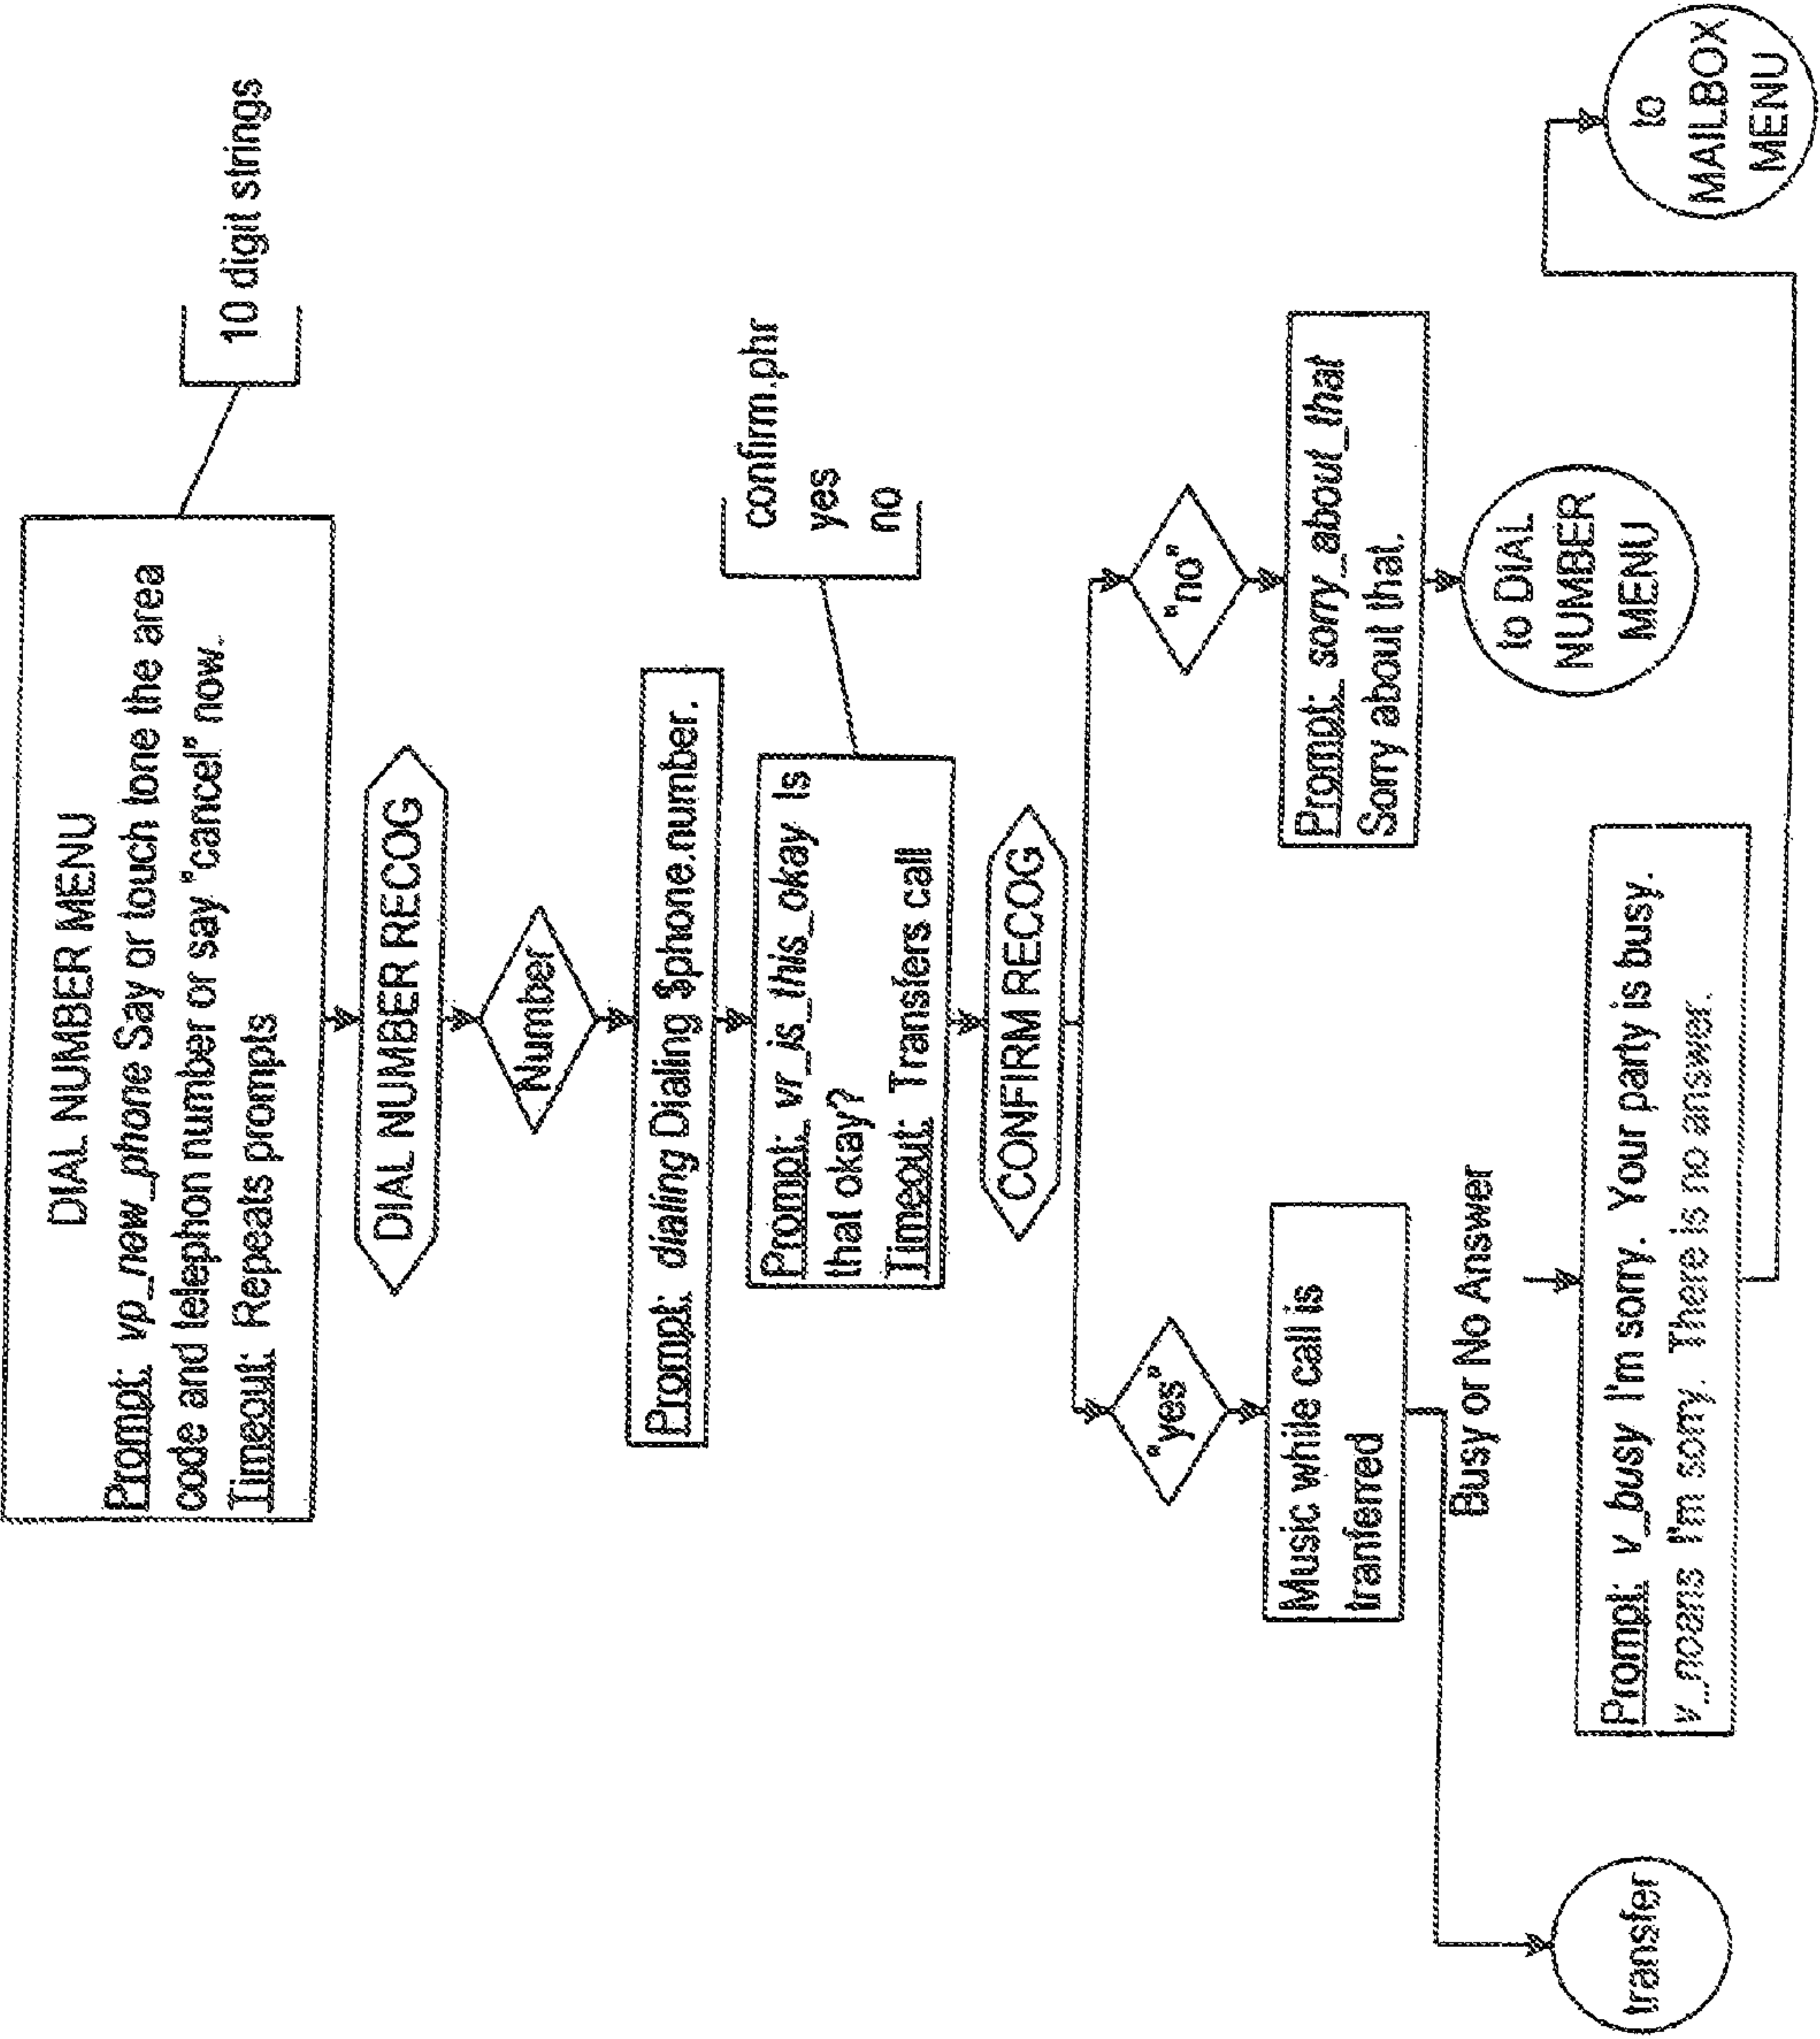 DIAL NUMBER MENU
Prompt: vp_new_phone Say or touch tone the area
code and telephon number or say "cancel" now.
Timeout: Repeats prompts
10 digit strings
DIAL NUMBER RECOG
Number
Prompt: dialing Dialing $phone.number.
Prompt: vr_is_this_okay Is
that okay?
Timeout: Transfers call
confirm.phr
yes
no
CONFIRM RECOG
"yes"
"no"
Music while call is
tranferred
Prompt: sorry_about_that
Sorry about that.
Busy or No Answer
to DIAL
NUMBER
MENU
transfer
Prompt: v_busy I'm sorry. Your party is busy.
v_noans I'm sorry. There is no answer.
to
MAILBOX
MENU